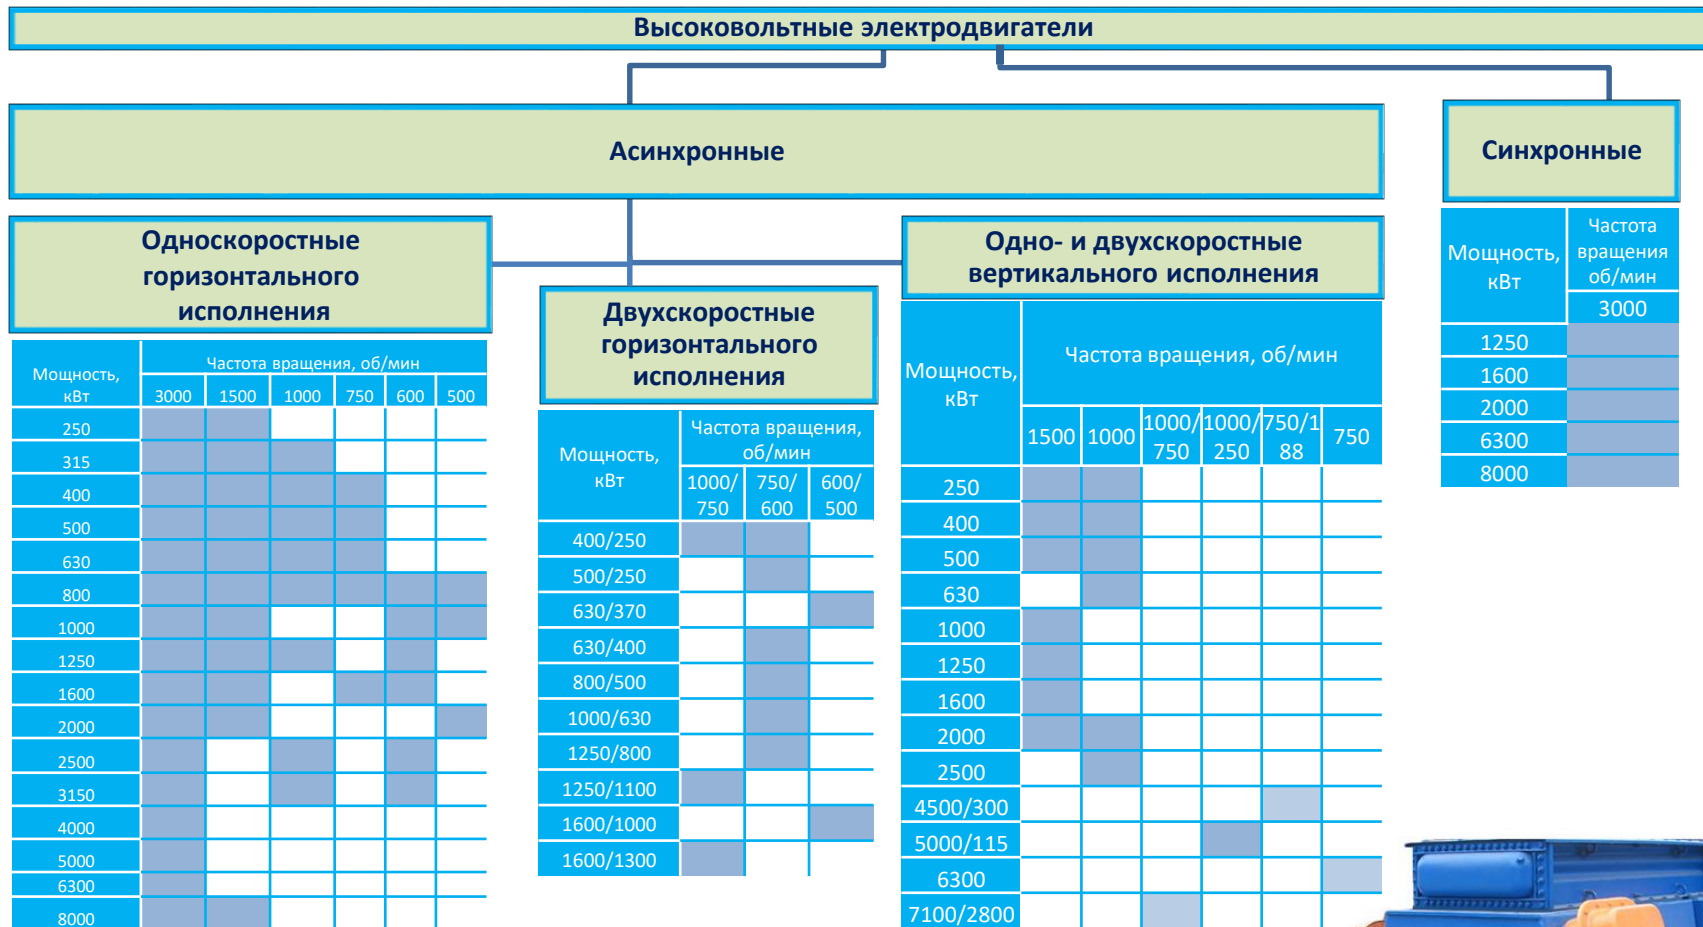 Высоковольтные электродвигатели
Асинхронные
Синхронные
Односкоростные
горизонтального
исполнения
Мощность,
кВт
Частота вращения, об/мин
3000 1500 1000 750 600 500
250
315
400
500
630
800
1000
1250
1600
2000
2500
3150
4000
5000
6300
8000
Двухскоростные
горизонтального
исполнения
Мощность,
кВт
Частота вращения,
об/мин
1000/ 750/ 600/
750 600 500
400/250
500/250
630/370
630/400
800/500
1000/630
1250/800
1250/1100
1600/1000
1600/1300
Одно- и двухскоростные
вертикального исполнения
Мощность,
кВт
Частота вращения, об/мин
1500 1000 1000/ 1000/ 750/1 750
750 250 88
250
400
500
630
1000
1250
1600
2000
2500
4500/300
5000/115
6300
7100/2800
Мощность,
кВт
Частота
вращения
об/мин
3000
1250
1600
2000
6300
8000